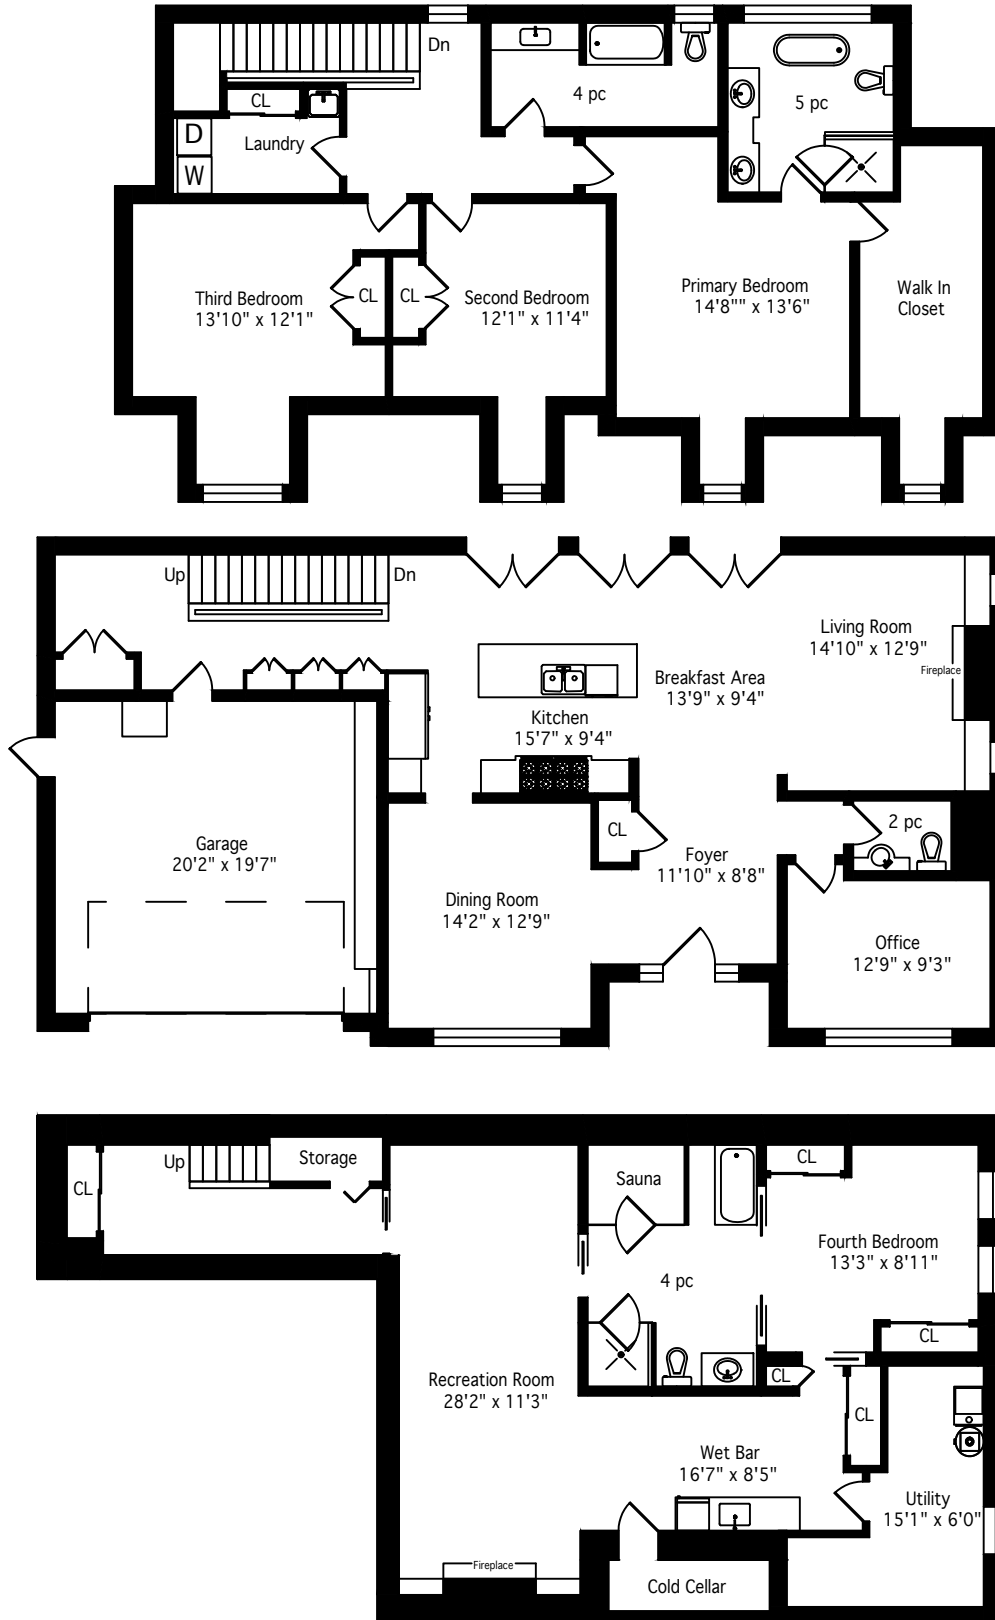 Dn
CL
4 pc
5 pc
D
Laundry
W
Third Bedroom
13'10" x 12'1"
CL
CL
Second Bedroom
12'1" x 11'4"
Primary Bedroom
14'8"" x 13'6"
Walk In
Closet
Up
Dn
Living Room
14'10" x 12'9"
Fireplace
Breakfast Area
13'9" x 9'4"
Kitchen
15'7" x 9'4"
CL
2 pc
Garage
20'2" x 19'7"
Foyer
11'10" x 8'8"
Dining Room
14'2" x 12'9"
Office
12'9" x 9'3"
Up
Storage
CL
Sauna
CL
Fourth Bedroom
13'3" x 8'11"
4 pc
CL
Recreation Room
28'2" x 11'3"
CL
CL
Wet Bar
16'7" x 8'5"
Utility
15'1" x 6'0"
Fireplace
Cold Cellar